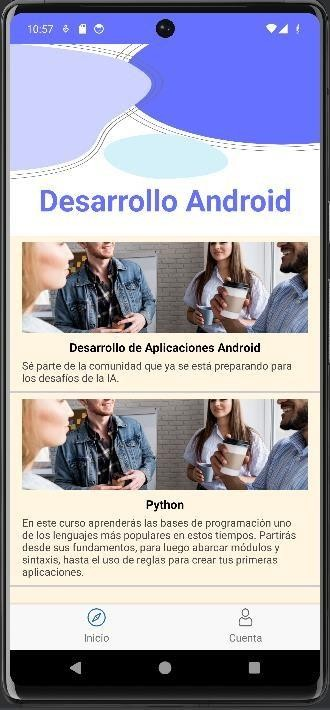 10:57
Desarrollo Android
Desarrollo de Aplicaciones Android
Sé parte de la comunidad que ya se está preparando para
los desafíos de la IA.
Python
En este curso aprenderás las bases de programación uno
de los lenguajes más populares en estos tiempos. Partirás
desde sus fundamentos, para luego abarcar módulos y
sintaxis, hasta el uso de reglas para crear tus primeras
aplicaciones.
Inicio
Cuenta